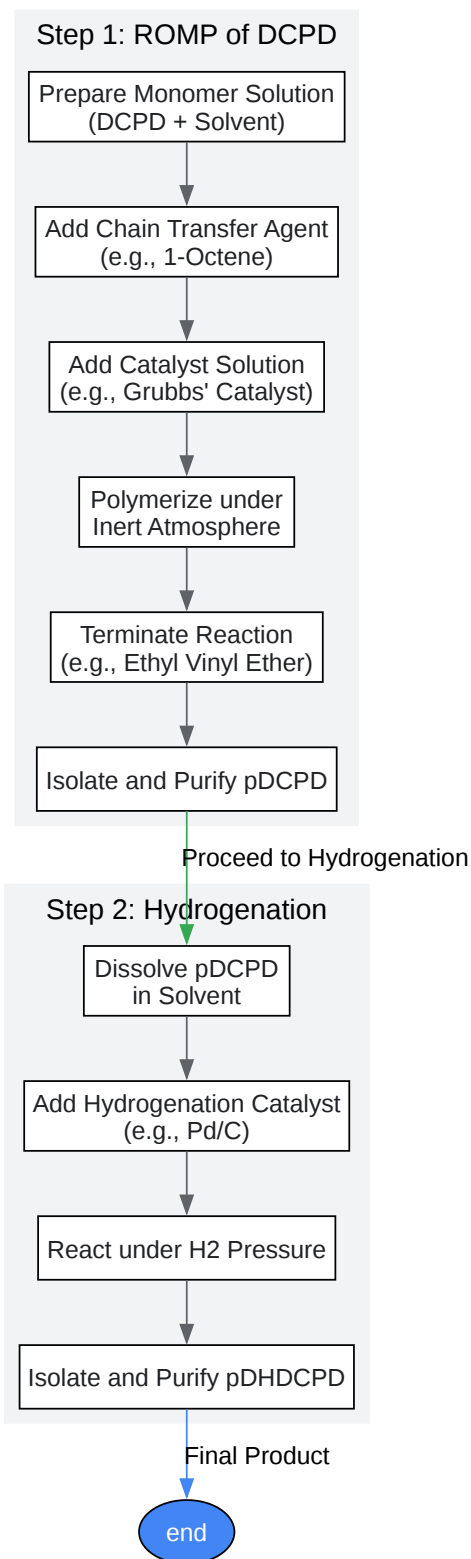 Step 1: ROMP of DCPD
Prepare Monomer Solution
(DCPD + Solvent)
Add Chain Transfer Agent
(e.g., 1-Octene)
Add Catalyst Solution
(e.g., Grubbs' Catalyst)
Polymerize under
Inert Atmosphere
Terminate Reaction
(e.g., Ethyl Vinyl Ether)
Isolate and Purify pDCPD
Proceed to Hydrogenation
Step 2: Hydrogenation
Dissolve pDCPD
in Solvent
Add Hydrogenation Catalyst
(e.g., Pd/C)
React under H2 Pressure
Isolate and Purify pDHDCPD
Final Product
end